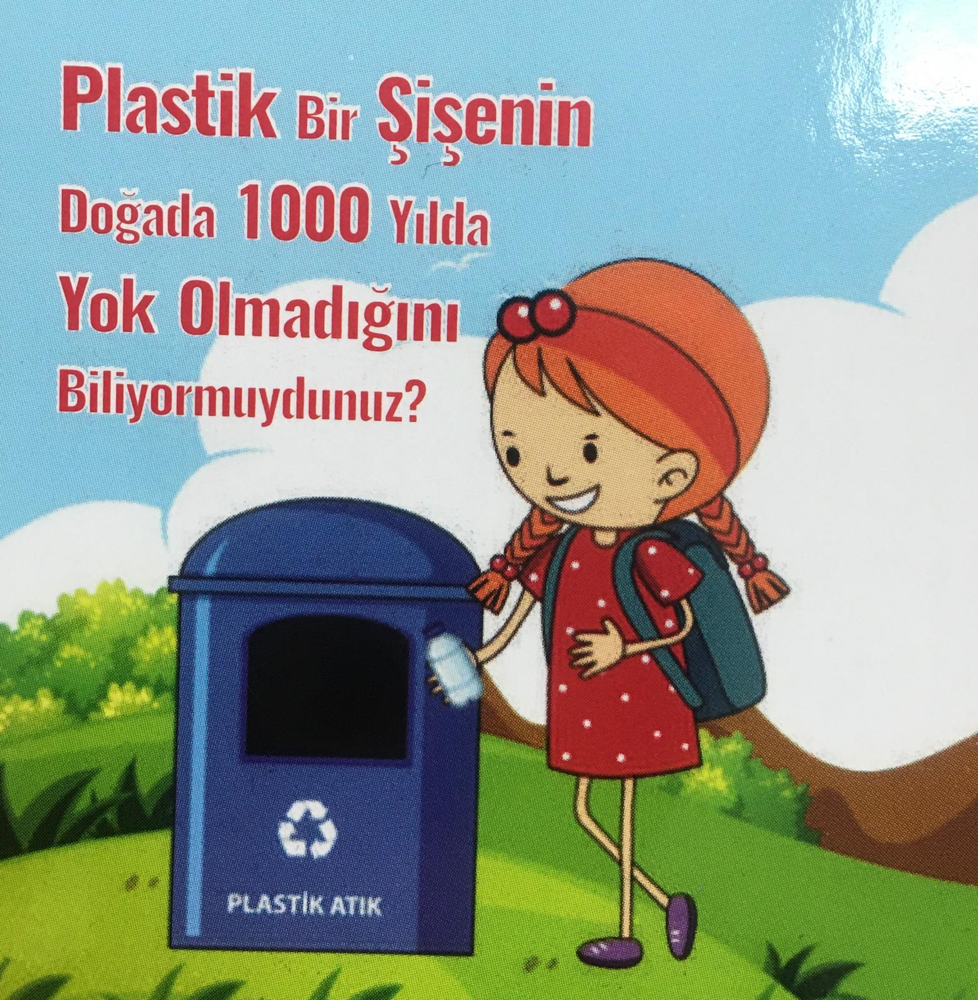 Plastik Bir Şişenin
Doğada 1000 Yılda
Yok Olmadığını
Biliyormuydunuz?
PLASTİK ATIK